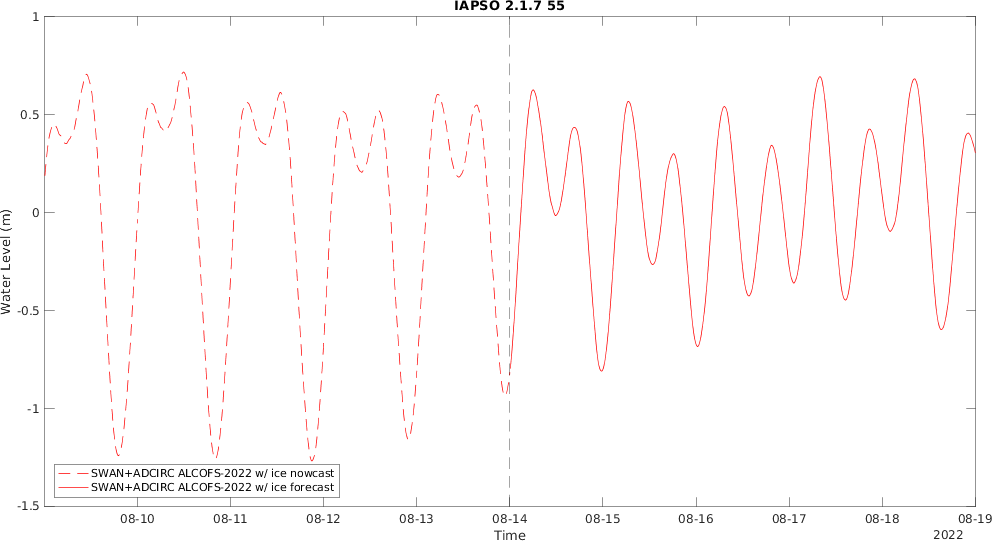 IAPSO 2.1.7 55
1
0.5
0
-0.5
-1
-1.5
Water Level (m)
SWAN+ADCIRC ALCOFS-2022 w/ ice nowcast
SWAN+ADCIRC ALCOFS-2022 w/ ice forecast
08-10 08-11 08-12 08-13 08-14 08-15 08-16 08-17 08-18 08-19
Time
2022